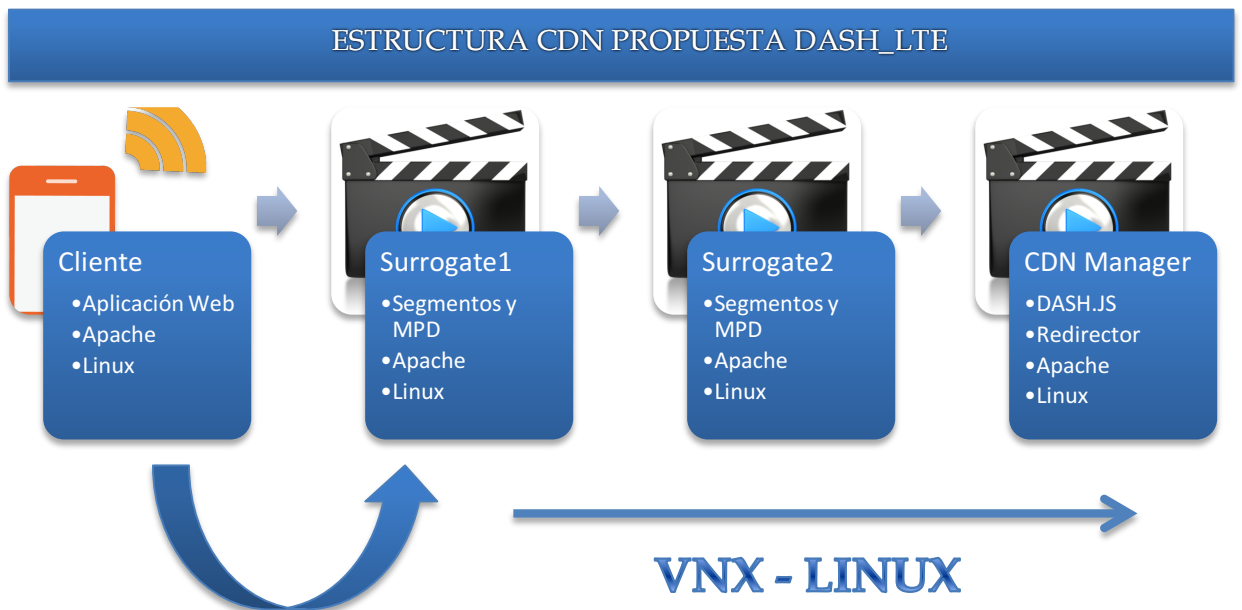 ESTRUCTURA CDN PROPUESTA DASH_LTE
Cliente
•Aplicación Web
•Apache
•Linux
Surrogate1
•Segmentos y
MPD
•Apache
•Linux
Surrogate2
•Segmentos y
MPD
•Apache
•Linux
CDN Manager
•DASH.JS
•Redirector
•Apache
•Linux
VNX - LINUX